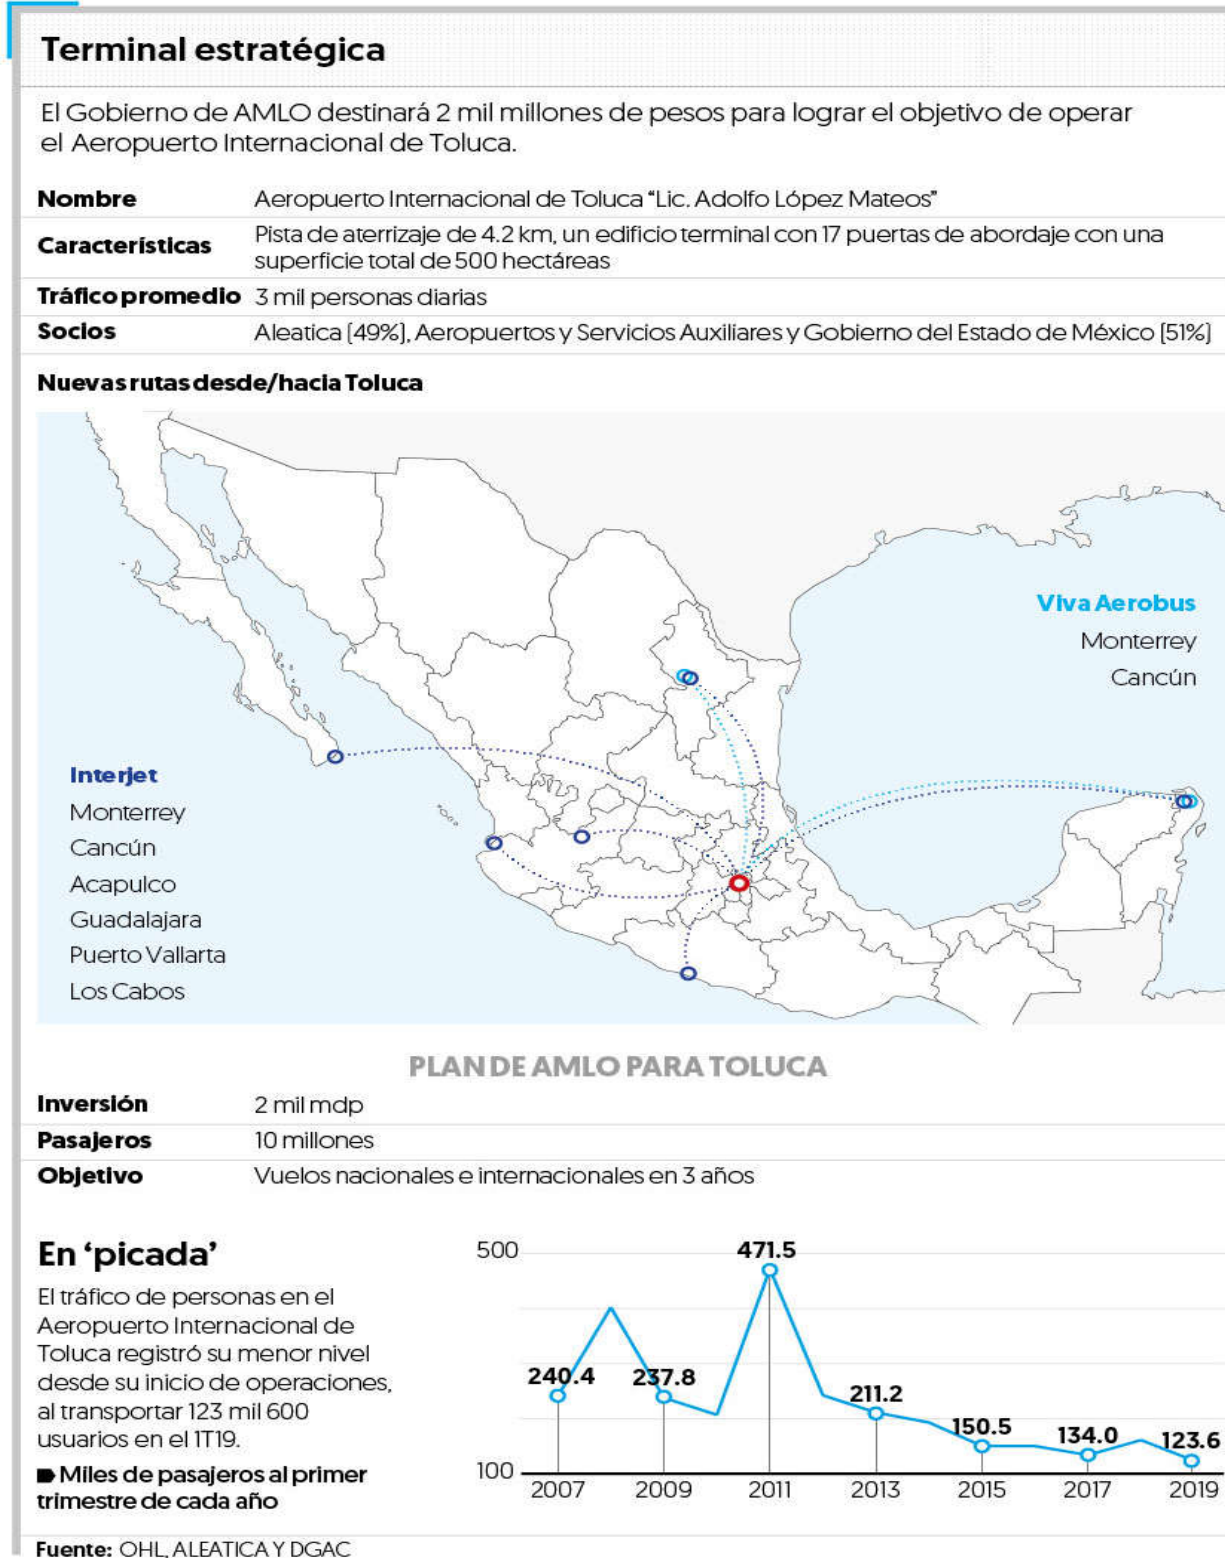 Terminal estratégica
El Gobierno de AMLO destinará 2 mil millones de pesos para lograr el objetivo de operar
el Aeropuerto Internacional de Toluca.
Nombre Aeropuerto Internacional de Toluca “Lic. Adolfo López Mateos”
Características Pista de aterrizaje de 4.2 km, un edificio terminal con 17 puertas de abordaje con una
superficie total de 500 hectáreas
Tráfico promedio 3 mil personas diarias
Socios Aleatica (49%), Aeropuertos y Servicios Auxiliares y Gobierno del Estado de México (51%)
Nuevas rutas desde/hacia Toluca
Viva Aerobus
Monterrey
Cancún
Interjet
Monterrey
Cancún
Acapulco
Guadalajara
Puerto Vallarta
Los Cabos
PLAN DE AMLO PARA TOLUCA
Inversión 2 mil mdp
Pasajeros 10 millones
Objetivo Vuelos nacionales e internacionales en 3 años
En ‘picada’
El tráfico de personas en el
Aeropuerto Internacional de
Toluca registró su menor nivel
desde su inicio de operaciones,
al transportar 123 mil 600
usuarios en el 1T19.
Miles de pasajeros al primer
trimestre de cada año
500
471.5
240.4
237.8
211.2
150.5
134.0
123.6
100
2007 2009 2011 2013 2015 2017 2019
Fuente: OHL, ALEATICA Y DGAC